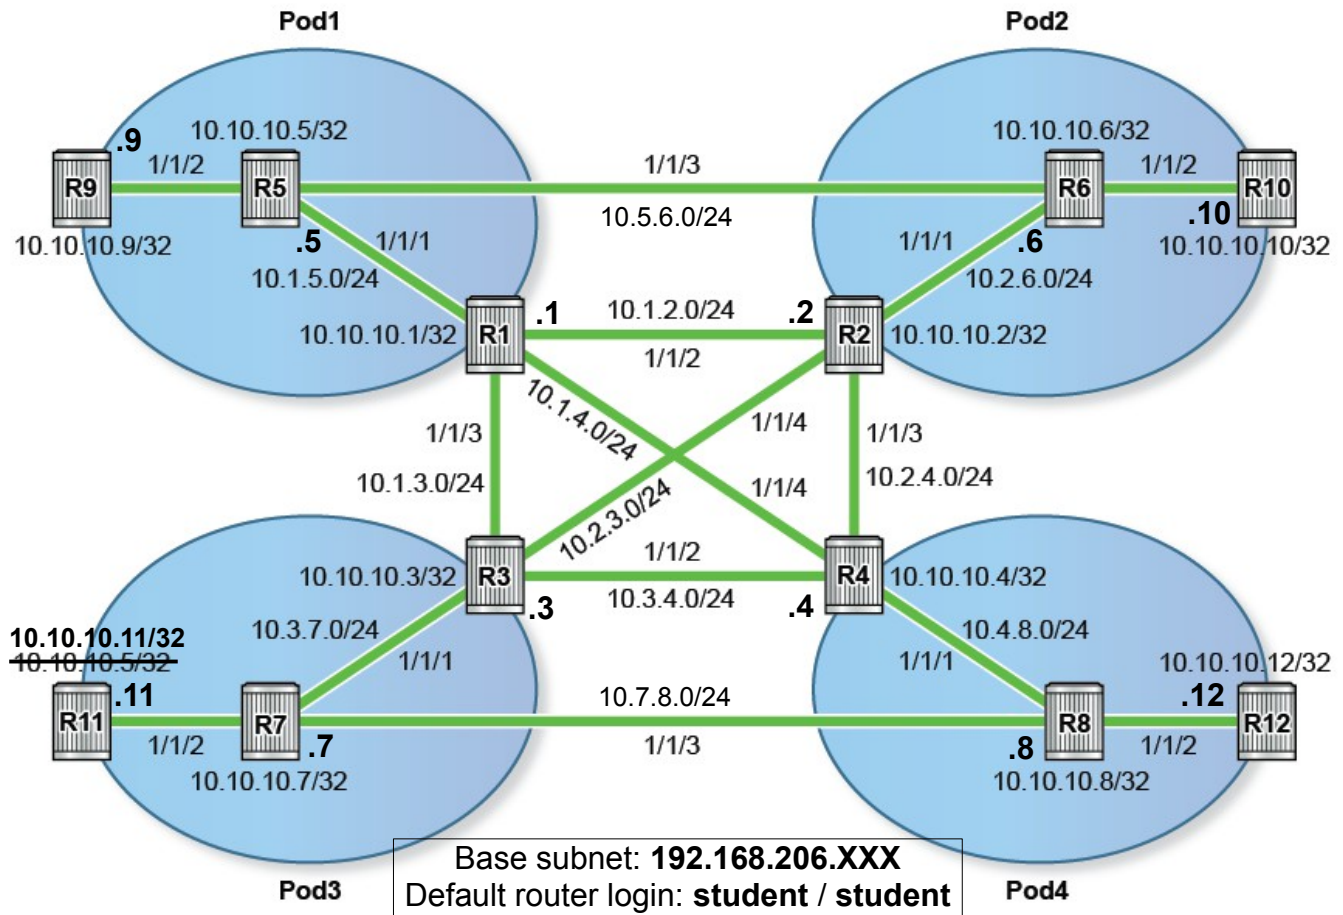 Pod1
Pod2
.9
10.10.10.5/32
1/1/2
R9
R5
10.10.10.9/32
.5
1/1/1
10.1.5.0/24
10.10.10.1/32
R1
.1
1/1/3
10.5.6.0/24
10.10.10.6/32
1/1/2
R6
R10
.10
10.10.10.10/32
1/1/1
.6
10.2.6.0/24
10.1.2.0/24
1/1/2
.2
R2
10.10.10.2/32
10.1.4.0/24
1/1/4
1/1/3
10.1.3.0/24
1/1/3
10.2.4.0/24
10.2.3.0/24
1/1/4
10.10.10.3/32
R3
.3
1/1/2
10.3.4.0/24
.4
R4
10.10.10.4/32
10.3.7.0/24
1/1/1
10.10.10.11/32
10.10.10.5/32
.11
R11
1/1/2
R7
.7
10.10.10.7/32
10.7.8.0/24
1/1/3
10.4.8.0/24
1/1/1
10.10.10.12/32
.12
R8
R12
.8
1/1/2
10.10.10.8/32
Base subnet: 192.168.206.XXX
Default router login: student / student
Pod3
Pod4